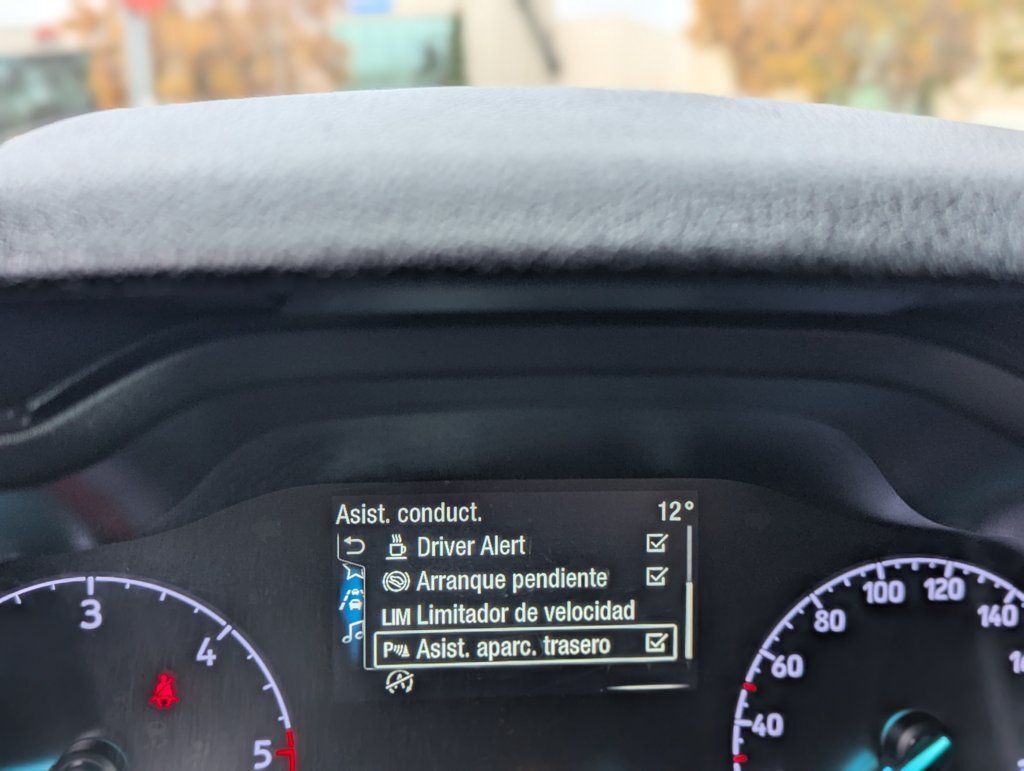 Asist. conduct. 12°
Driver Alert
Arranque pendiente
LIM Limitador de velocidad
P Asist. aparc. trasero
3
4
5
40
60
80
100
120
140